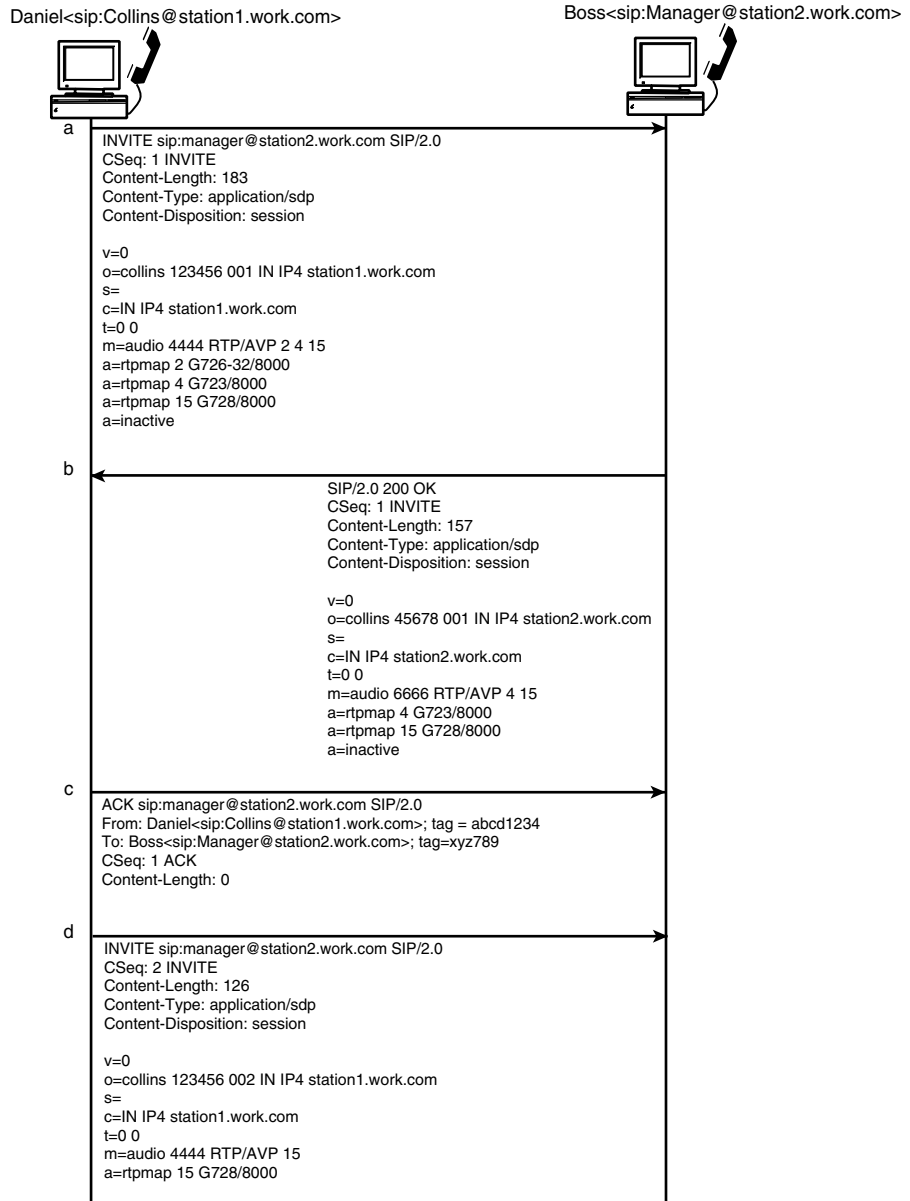 Daniel<sip:Collins@station1.work.com>
Boss<sip:Manager@station2.work.com>
a
INVITE sip:manager@station2.work.com SIP/2.0
CSeq: 1 INVITE
Content-Length: 183
Content-Type: application/sdp
Content-Disposition: session
v=0
o=collins 123456 001 IN IP4 station1.work.com
s=
c=IN IP4 station1.work.com
t=0 0
m=audio 4444 RTP/AVP 2 4 15
a=rtpmap 2 G726-32/8000
a=rtpmap 4 G723/8000
a=rtpmap 15 G728/8000
a=inactive
b
SIP/2.0 200 OK
CSeq: 1 INVITE
Content-Length: 157
Content-Type: application/sdp
Content-Disposition: session
v=0
o=collins 45678 001 IN IP4 station2.work.com
s=
c=IN IP4 station2.work.com
t=0 0
m=audio 6666 RTP/AVP 4 15
a=rtpmap 4 G723/8000
a=rtpmap 15 G728/8000
a=inactive
c
ACK sip:manager@station2.work.com SIP/2.0
From: Daniel<sip:Collins@station1.work.com>; tag = abcd1234
To: Boss<sip:Manager@station2.work.com>; tag=xyz789
CSeq: 1 ACK
Content-Length: 0
d
INVITE sip:manager@station2.work.com SIP/2.0
CSeq: 2 INVITE
Content-Length: 126
Content-Type: application/sdp
Content-Disposition: session
v=0
o=collins 123456 002 IN IP4 station1.work.com
s=
c=IN IP4 station1.work.com
t=0 0
m=audio 4444 RTP/AVP 15
a=rtpmap 15 G728/8000